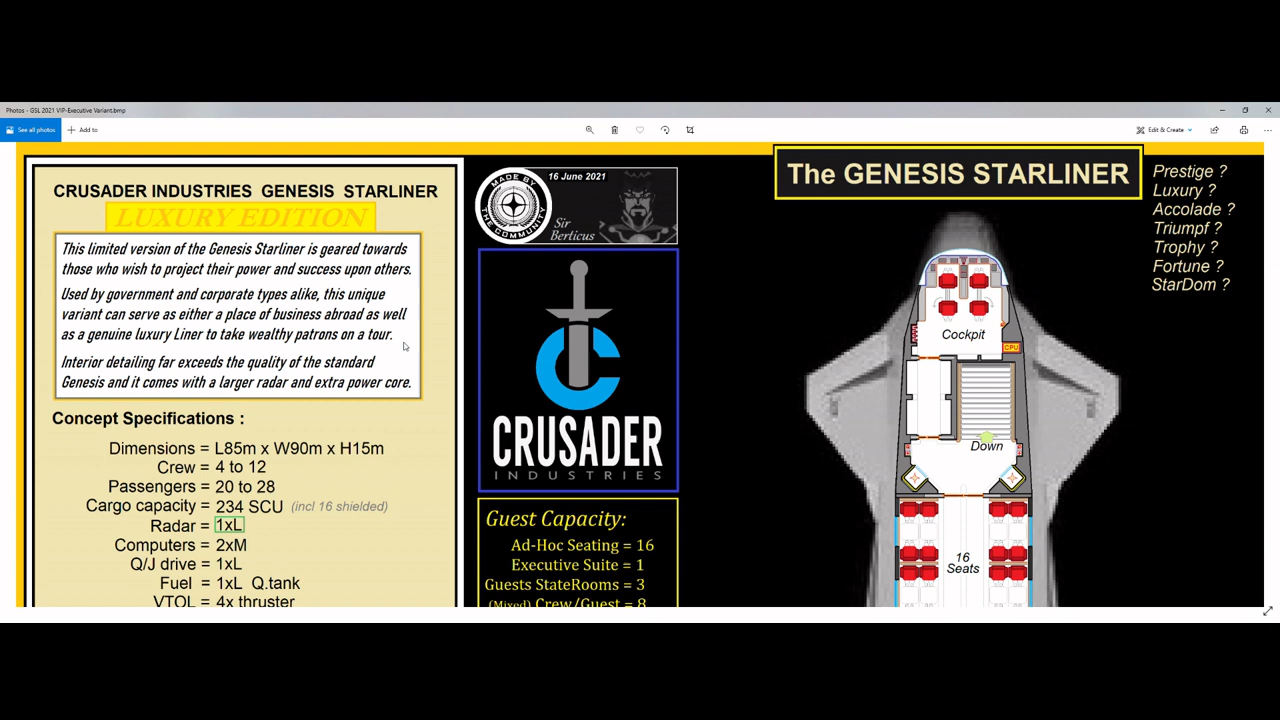 Photos - GSL 2021 VIP-Executive Variant.bmp
See all photos
Add to
Edit & Create
CRUSADER INDUSTRIES GENESIS STARLINER
LUXURY EDITION
This limited version of the Genesis Starliner is geared towards
those who wish to project their power and success upon others.
Used by government and corporate types alike, this unique
variant can serve as either a place of business abroad as well
as a genuine luxury Liner to take wealthy patrons on a tour.
Interior detailing far exceeds the quality of the standard
Genesis and it comes with a larger radar and extra power core.
Concept Specifications :
Dimensions = L85m x W90m x H15m
Crew = 4 to 12
Passengers = 20 to 28
Cargo capacity = 234 SCU (incl 16 shielded)
Radar = 1xL
Computers = 2xM
Q/J drive = 1xL
Fuel = 1xL Q.tank
VTOL = 4x thruster
MADE BY
THE COMMUNITY
16 June 2021
Sir
Berticus
CRUSADER
INDUSTRIES
Guest Capacity:
Ad-Hoc Seating = 16
Executive Suite = 1
Guests StateRooms = 3
(Mixed) Crew/Guest = 8
The GENESIS STARLINER
Prestige ?
Luxury ?
Accolade ?
Triumpf ?
Trophy ?
Fortune ?
StarDom ?
Cockpit
CPU
Down
16
Seats